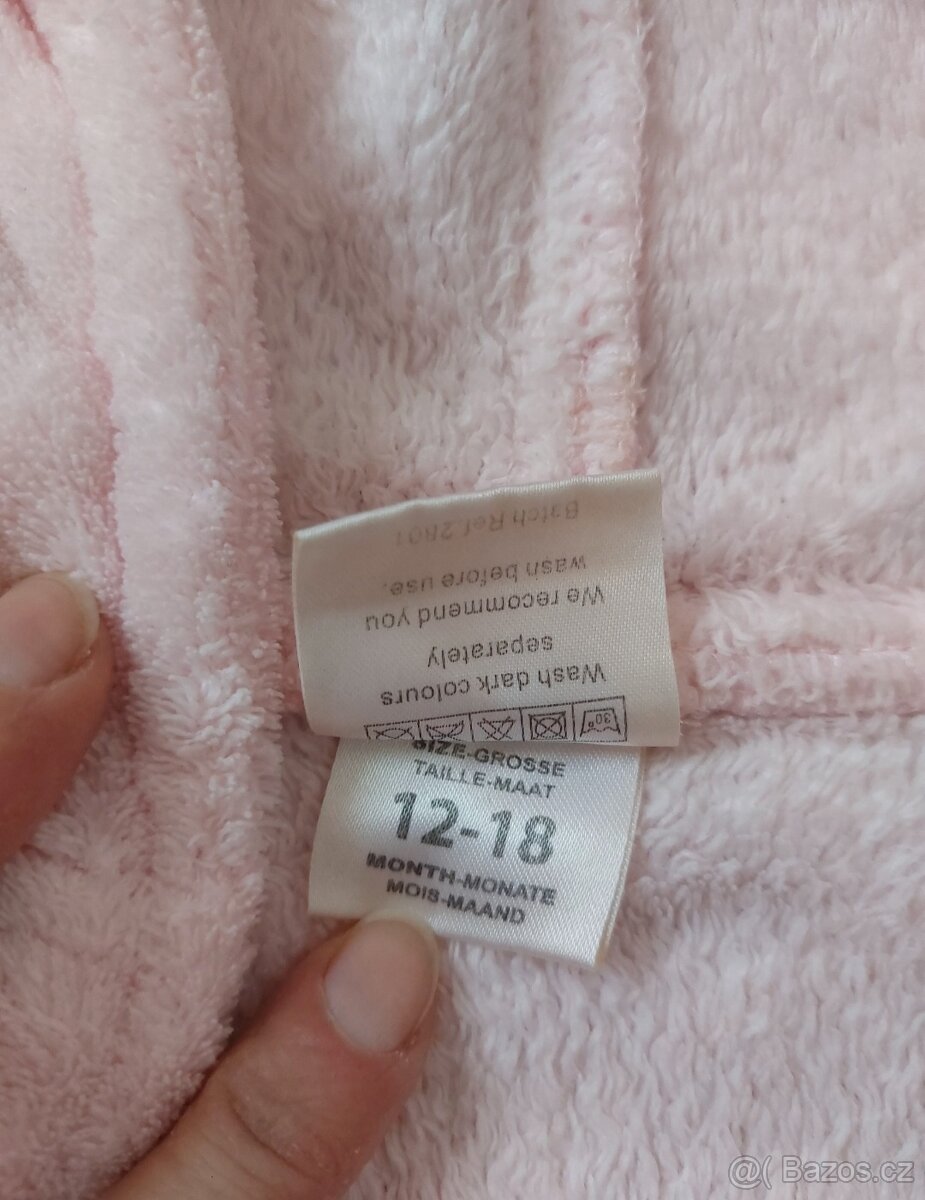 Wash dark colours
separately
We recommend you
wash before use.
Batch Ref 2801
30°
SIZE-GROSSE
TAILLE-MAAT
12-18
MONTH-MONATE
MOIS-MAAND
@( Bazos.cz